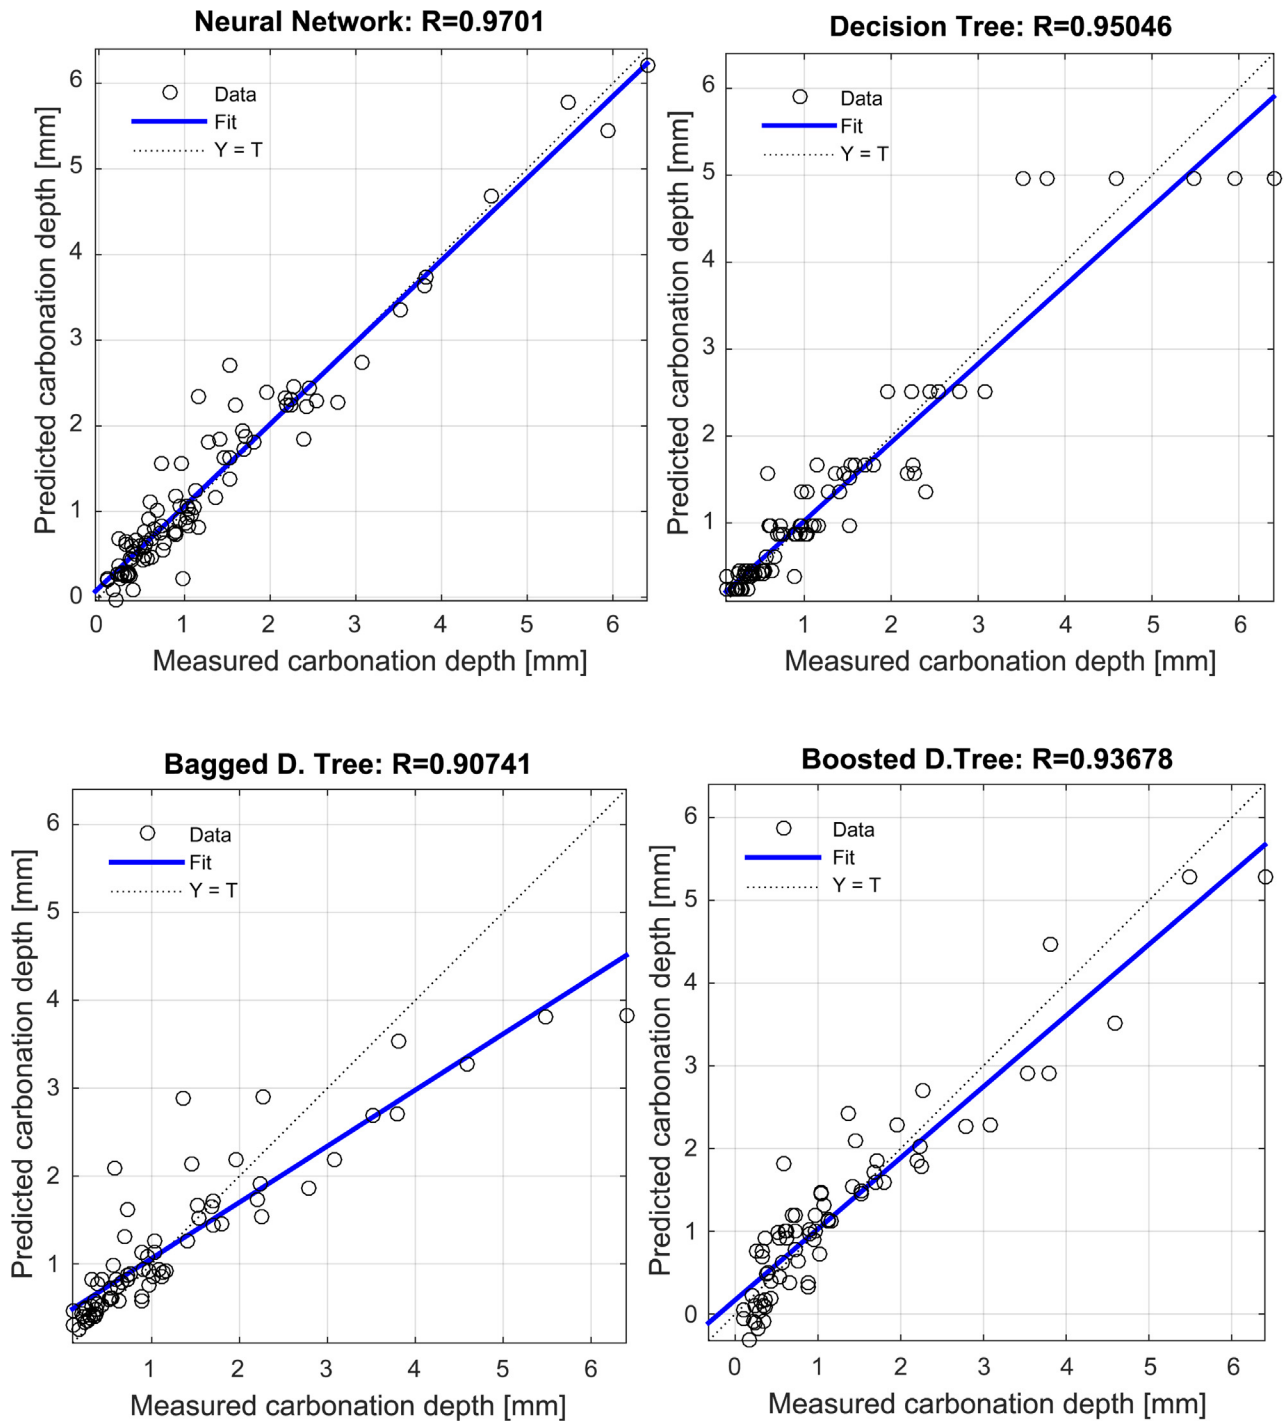 Neural Network: R=0.9701
Data
Fit
Y = T
6
5
4
3
2
1
0
0 1 2 3 4 5 6
Predicted carbonation depth [mm]
Measured carbonation depth [mm]
Decision Tree: R=0.95046
Data
Fit
Y = T
6
5
4
3
2
1
1 2 3 4 5 6
Predicted carbonation depth [mm]
Measured carbonation depth [mm]
Bagged D. Tree: R=0.90741
Data
Fit
Y = T
6
5
4
3
2
1
1 2 3 4 5 6
Predicted carbonation depth [mm]
Measured carbonation depth [mm]
Boosted D.Tree: R=0.93678
Data
Fit
Y = T
6
5
4
3
2
1
0
0 1 2 3 4 5 6
Predicted carbonation depth [mm]
Measured carbonation depth [mm]